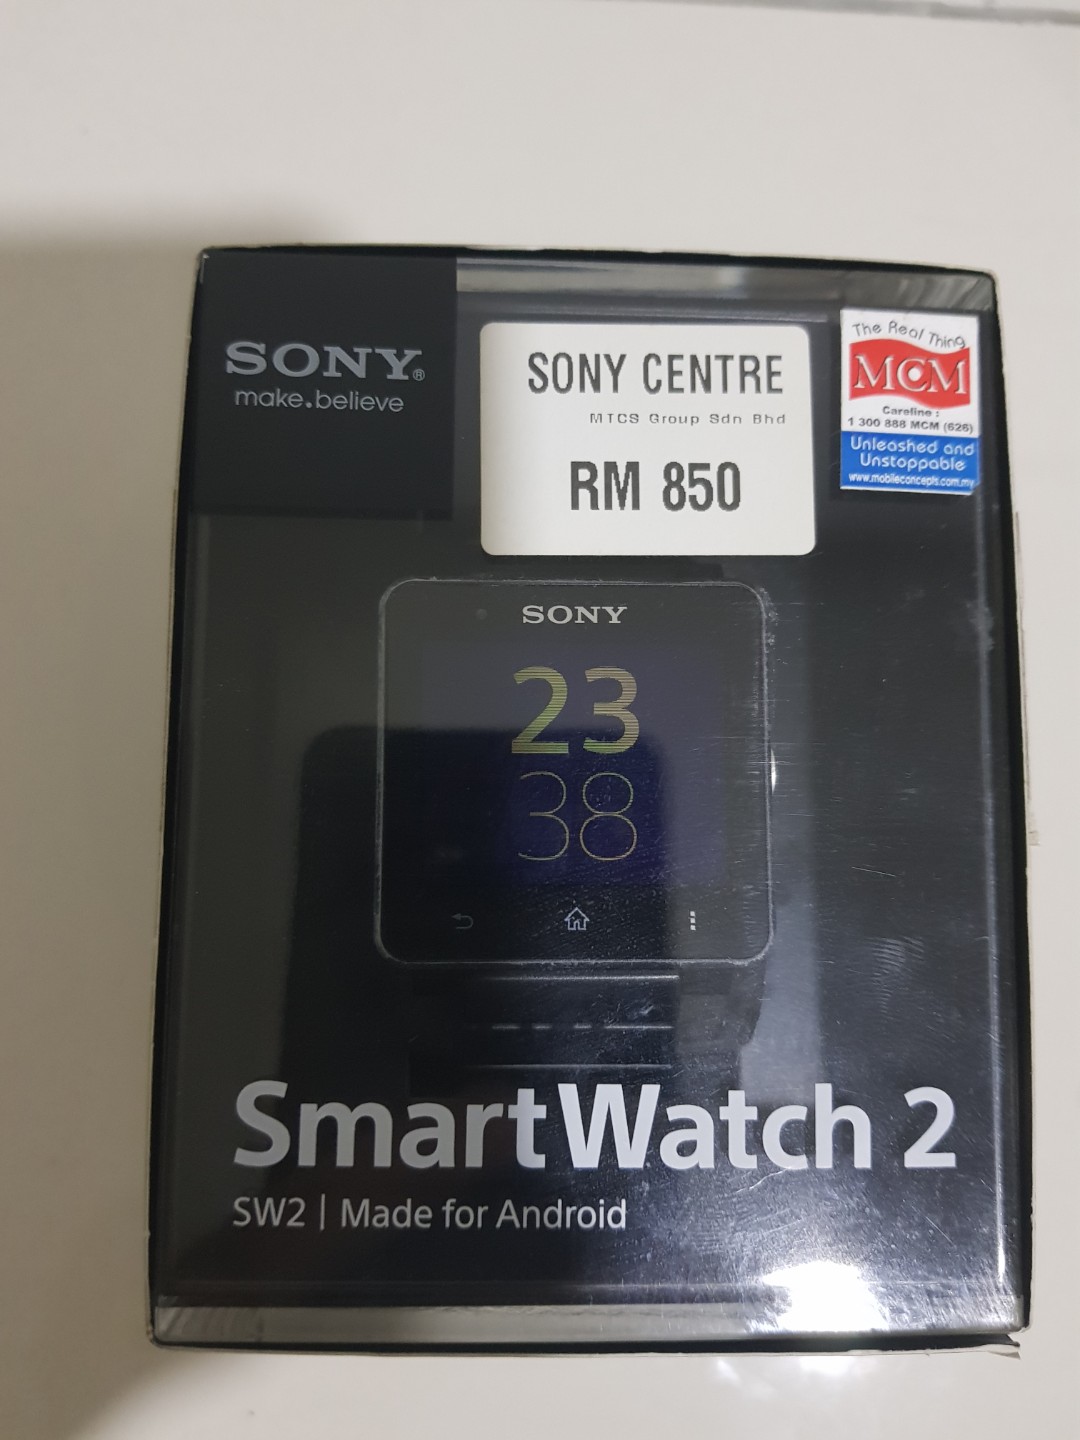 SONY®
make.believe
SONY CENTRE
MTCS Group Sdn Bhd
RM 850
The Real Thing
MCM
Careline :
1 300 888 MCM (626)
Unleashed and
Unstoppable
www.mobileconcepts.com.my
SONY
23
38
SmartWatch 2
SW2 | Made for Android